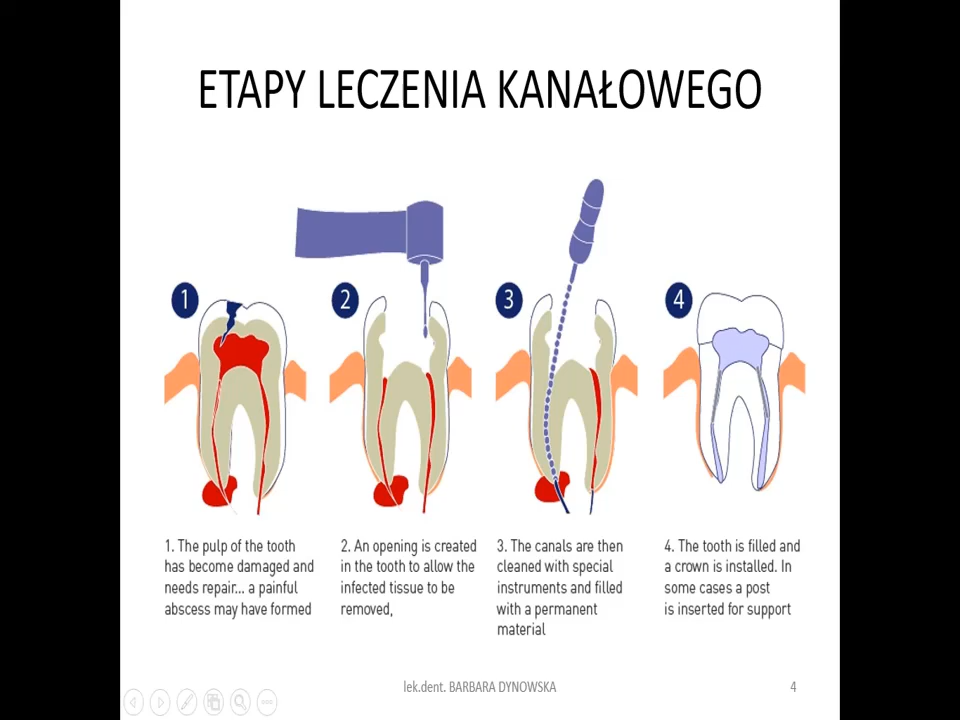 ETAPY LECZENIA KANAŁOWEGO
1
2
3
4
1. The pulp of the tooth
has become damaged and
needs repair... a painful
abscess may have formed
2. An opening is created
in the tooth to allow the
infected tissue to be
removed,
3. The canals are then
cleaned with special
instruments and filled
with a permanent
material
4. The tooth is filled and
a crown is installed. In
some cases a post
is inserted for support
lek.dent. BARBARA DYNOWSKA
4